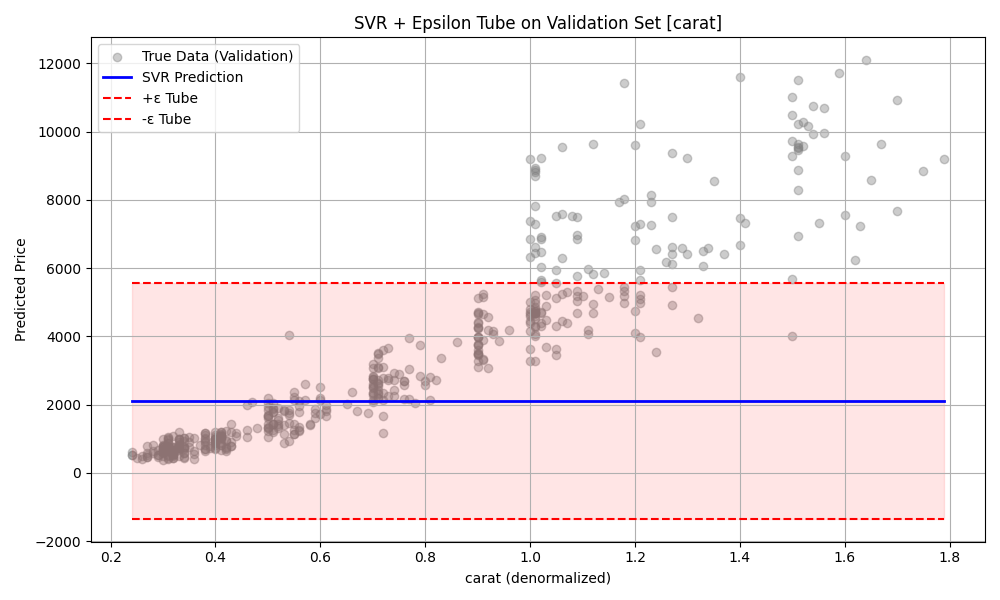 SVR + Epsilon Tube on Validation Set [carat]
True Data (Validation)
SVR Prediction
+ε Tube
-ε Tube
12000
10000
8000
6000
4000
2000
0
−2000
Predicted Price
0.2 0.4 0.6 0.8 1.0 1.2 1.4 1.6 1.8
carat (denormalized)